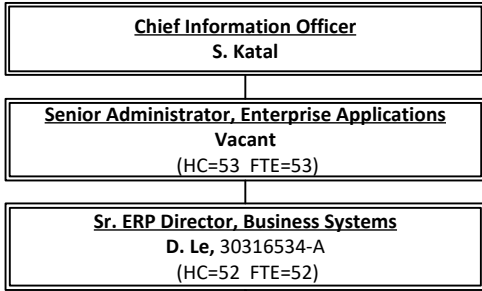 Chief Information Officer
S. Katal
Senior Administrator, Enterprise Applications
Vacant
(HC=53 FTE=53)
Sr. ERP Director, Business Systems
D. Le, 30316534-A
(HC=52 FTE=52)